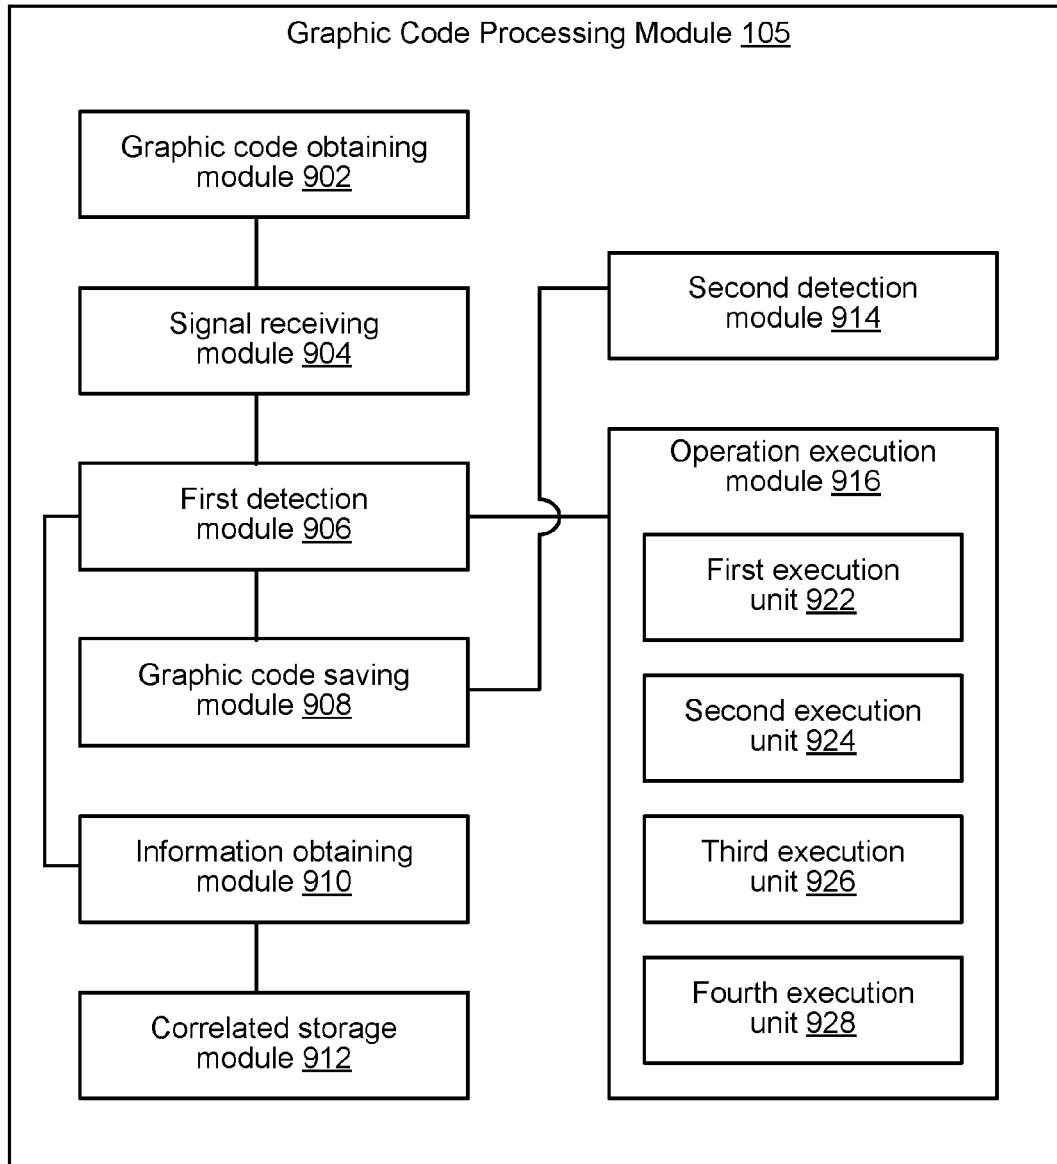 Graphic Code Processing Module 105
Graphic code obtaining
module 902
Signal receiving
module 904
First detection
module 906
Graphic code saving
module 908
Information obtaining
module 910
Correlated storage
module 912
Second detection
module 914
Operation execution
module 916
First execution
unit 922
Second execution
unit 924
Third execution
unit 926
Fourth execution
unit 928